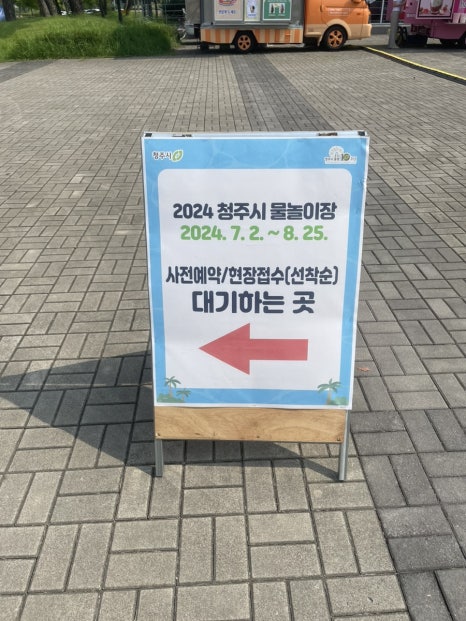 청주시
2024 청주시 물놀이장
2024. 7. 2. ~ 8. 25.
사전예약/현장접수(선착순)
대기하는 곳